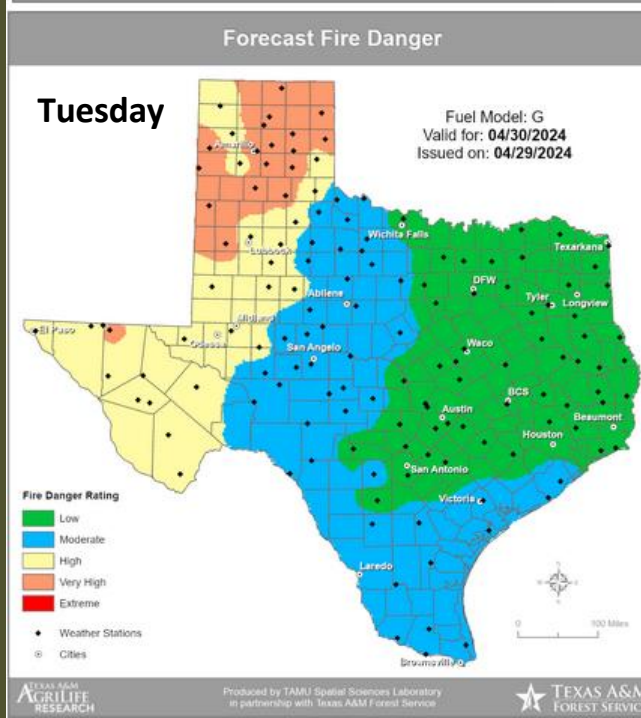 Forecast Fire Danger
Tuesday
Fuel Model: G
Valid for: 04/30/2024
Issued on: 04/29/2024
Amarillo
Lubbock
Wichita Falls
Texarkana
DFW
Abilene
Tyler
Longview
Midland
El Paso
Odessa
San Angelo
Waco
BCS
Austin
Beaumont
Houston
San Antonio
Victoria
Laredo
Brownsville
Fire Danger Rating
Low
Moderate
High
Very High
Extreme
Weather Stations
Cities
0 100 Miles
TEXAS A&M
AGRILIFE
RESEARCH
Produced by TAMU Spatial Sciences Laboratory
in partnership with Texas A&M Forest Service
TEXAS A&M
FOREST SERVIC